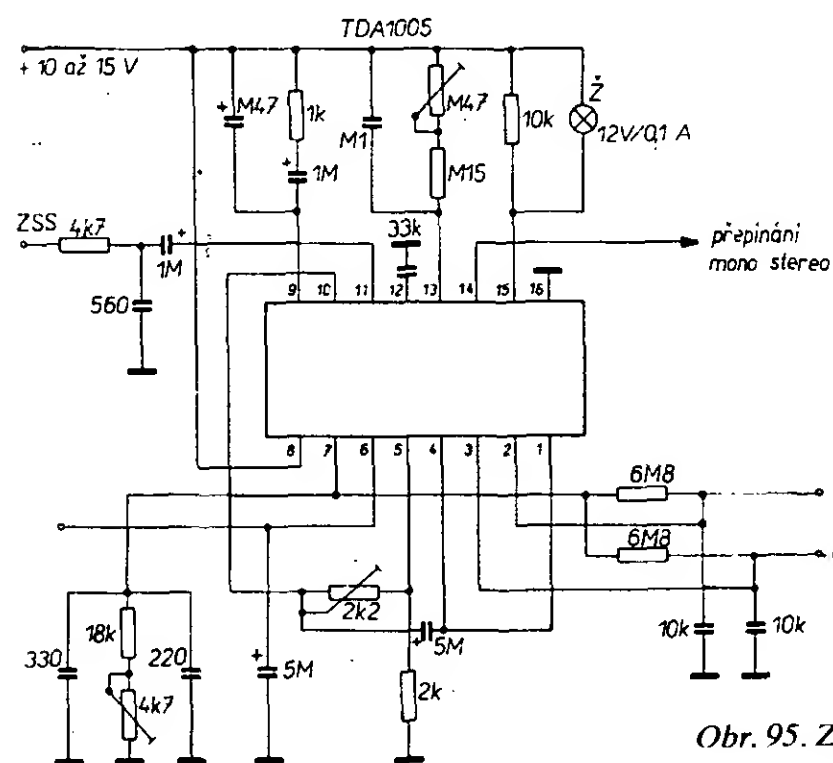 TDA1005
+ 10 až 15 V
+ M47
1k
+ 1M
M1
M47
M15
10k
Ž
12V/0,1 A
ZSS
4k7
+
1M
560
33k
přepínání
mono stereo
9 10 11 12 13 14 15 16
8 7 6 5 4 3 2 1
6M8
6M8
2k2
+ 5M
10k
10k
330
18k
220
4k7
+
5M
2k
Obr. 95. Z